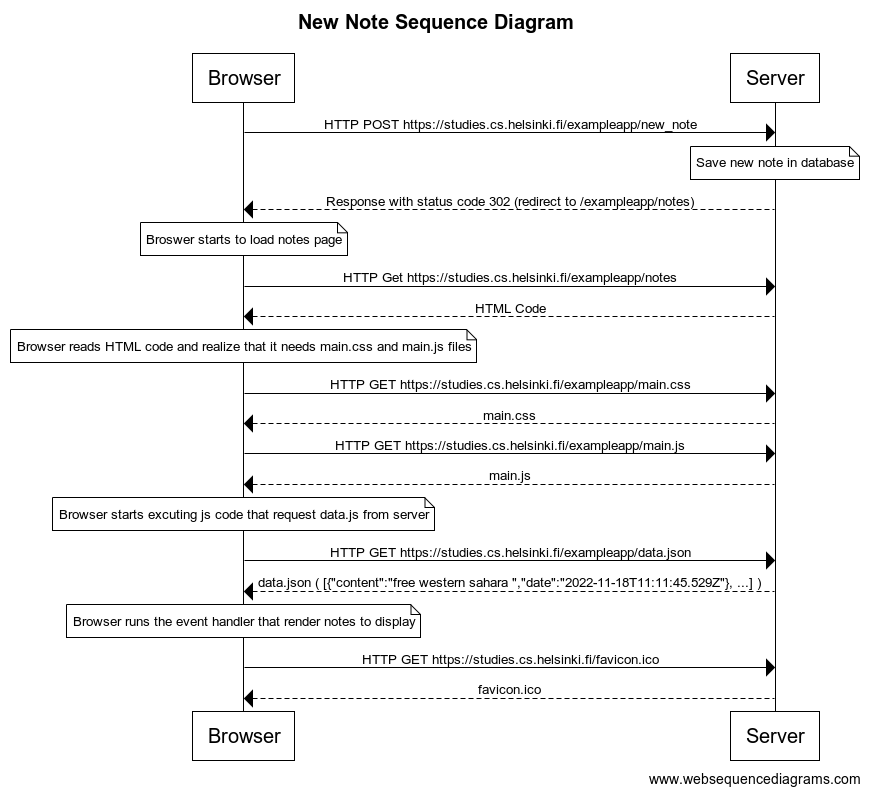 New Note Sequence Diagram
Browser
Server
HTTP POST https://studies.cs.helsinki.fi/exampleapp/new_note
Save new note in database
Response with status code 302 (redirect to /exampleapp/notes)
Broswer starts to load notes page
HTTP Get https://studies.cs.helsinki.fi/exampleapp/notes
HTML Code
Browser reads HTML code and realize that it needs main.css and main.js files
HTTP GET https://studies.cs.helsinki.fi/exampleapp/main.css
main.css
HTTP GET https://studies.cs.helsinki.fi/exampleapp/main.js
main.js
Browser starts excuting js code that request data.js from server
HTTP GET https://studies.cs.helsinki.fi/exampleapp/data.json
data.json ( [{"content":"free western sahara ","date":"2022-11-18T11:11:45.529Z"}, ...] )
Browser runs the event handler that render notes to display
HTTP GET https://studies.cs.helsinki.fi/favicon.ico
favicon.ico
Browser
Server
www.websequencediagrams.com